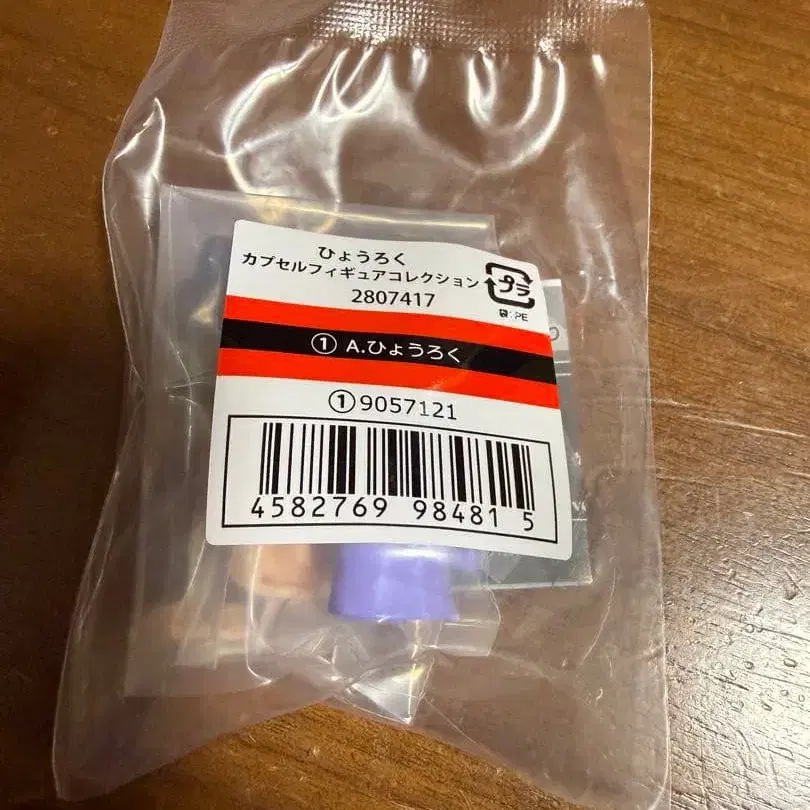 ひょうろく
カプセルフィギュアコレクション
プラ
2807417
:PE
① A.ひょうろく
①9057121
4582769 98481 5